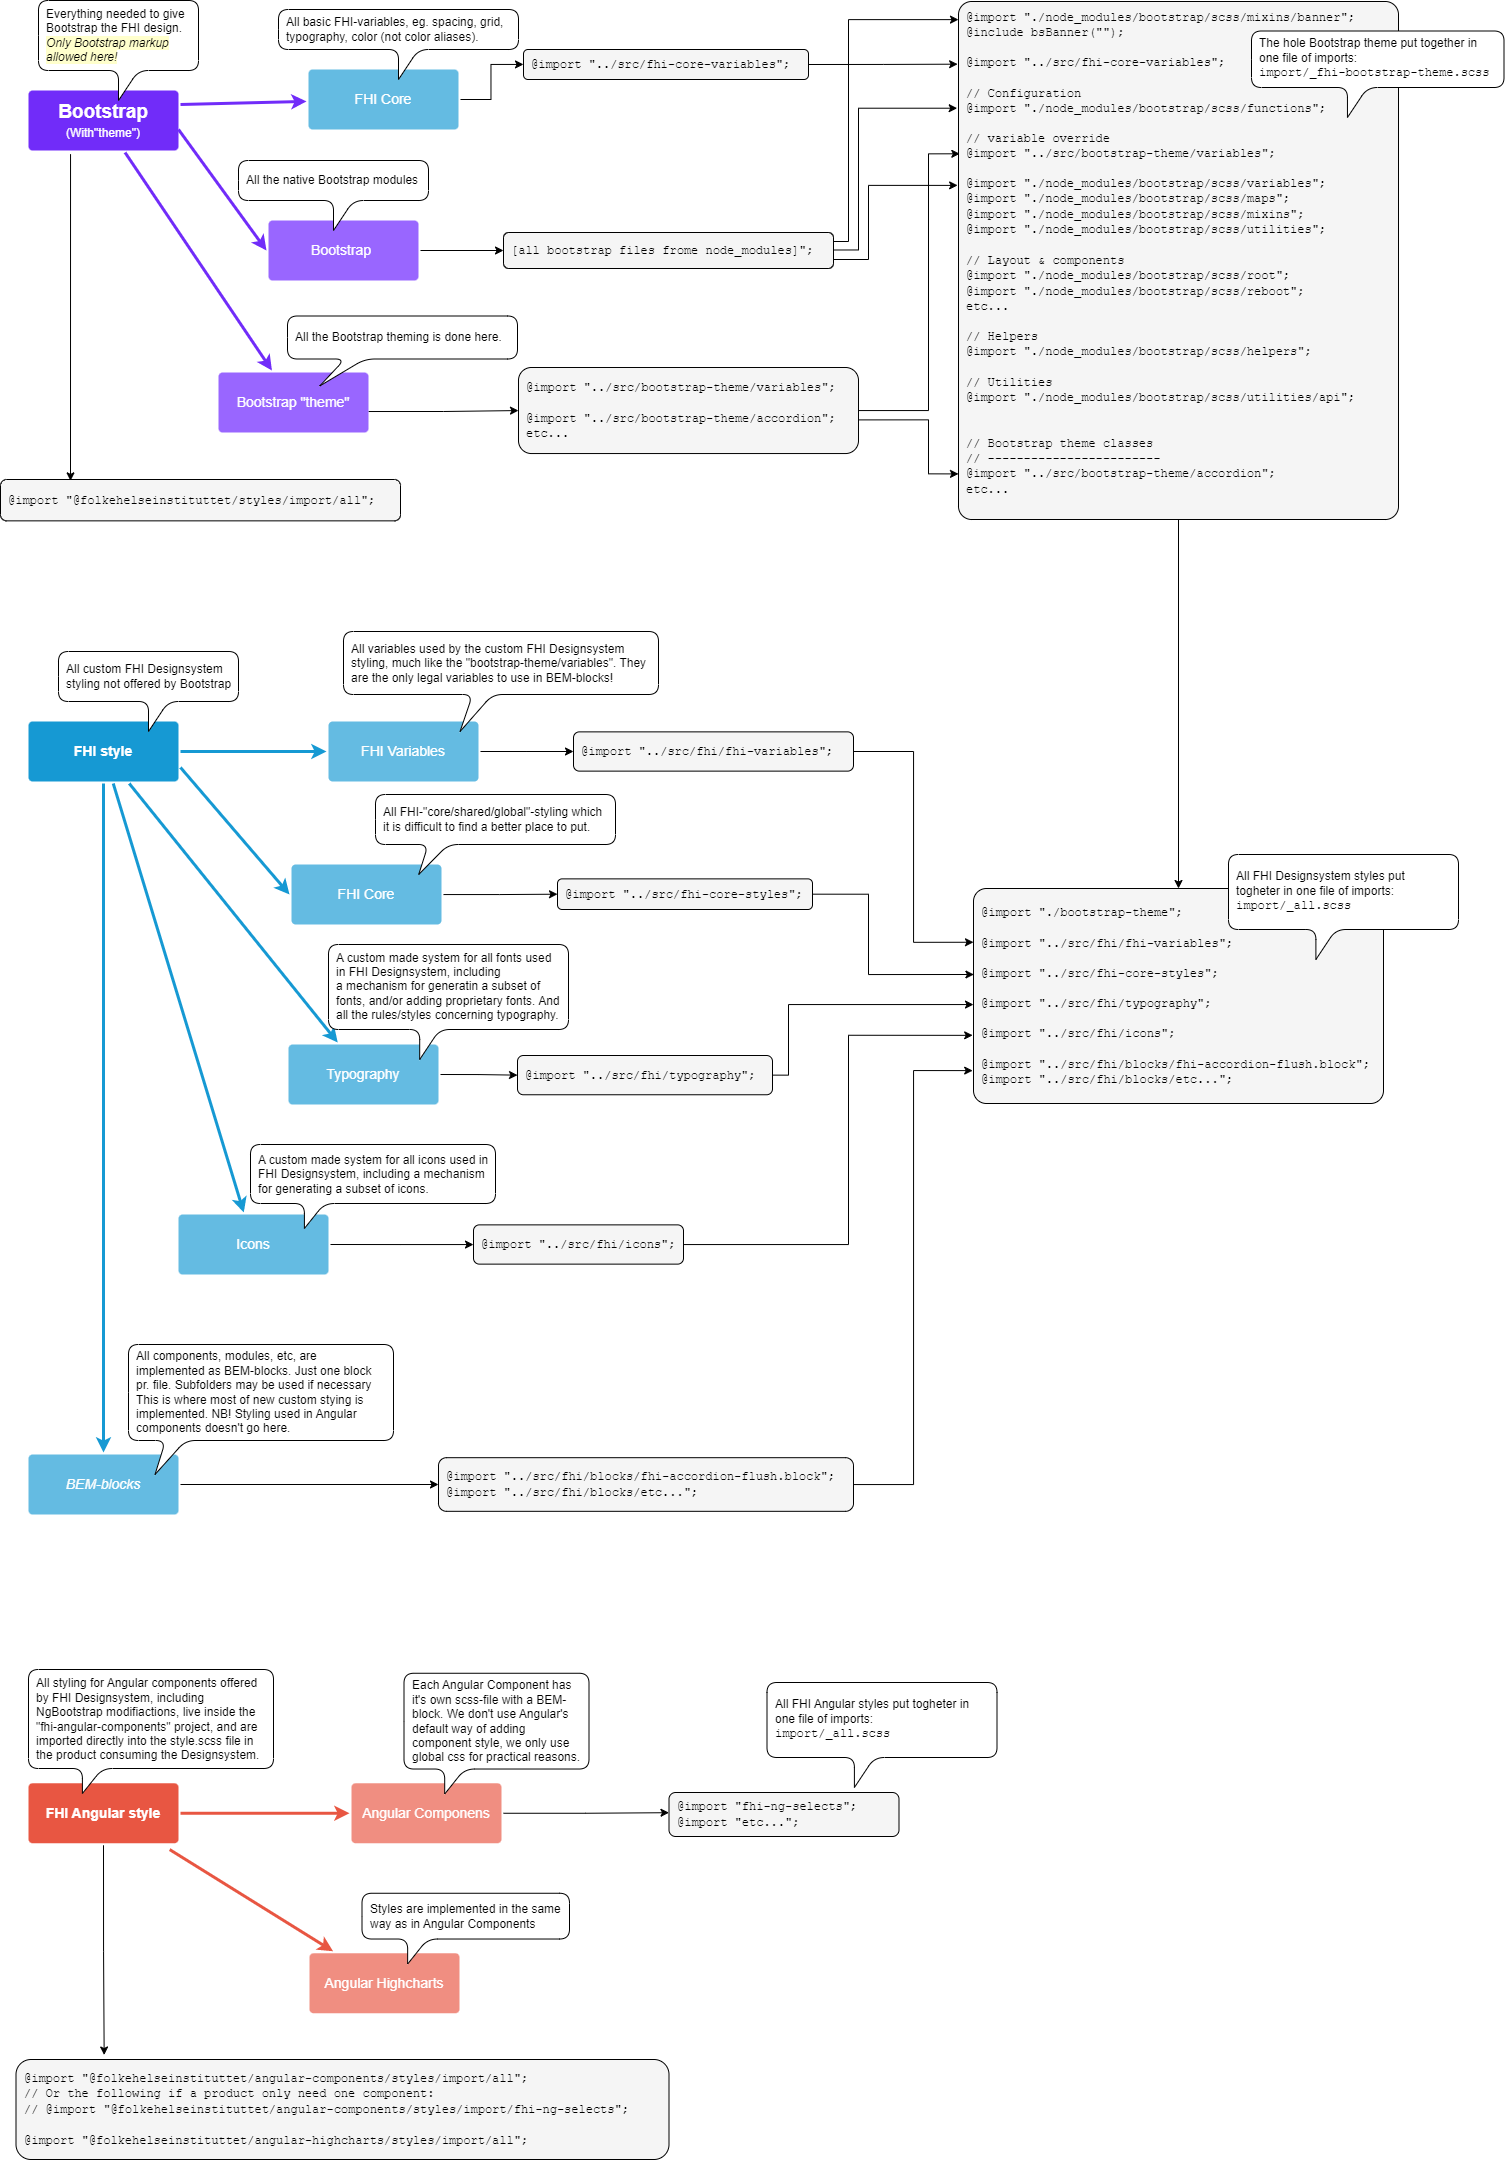 Everything needed to give
Bootstrap the FHI design.
Only Bootstrap markup
allowed here!
Bootstrap
(With"theme")
All basic FHI-variables, eg. spacing, grid,
typography, color (not color aliases).
FHI Core
@import "../src/fhi-core-variables";
All the native Bootstrap modules
Bootstrap
[all bootstrap files frome node_modules]";
All the Bootstrap theming is done here.
Bootstrap "theme"
@import "../src/bootstrap-theme/variables";
@import "../src/bootstrap-theme/accordion";
etc...
@import "@folkehelseinstituttet/styles/import/all";
The hole Bootstrap theme put together in
one file of imports:
import/_fhi-bootstrap-theme.scss
@import "./node_modules/bootstrap/scss/mixins/banner";
@include bsBanner("");
@import "../src/fhi-core-variables";
// Configuration
@import "./node_modules/bootstrap/scss/functions";
// variable override
@import "../src/bootstrap-theme/variables";
@import "./node_modules/bootstrap/scss/variables";
@import "./node_modules/bootstrap/scss/maps";
@import "./node_modules/bootstrap/scss/mixins";
@import "./node_modules/bootstrap/scss/utilities";
// Layout & components
@import "./node_modules/bootstrap/scss/root";
@import "./node_modules/bootstrap/scss/reboot";
etc...
// Helpers
@import "./node_modules/bootstrap/scss/helpers";
// Utilities
@import "./node_modules/bootstrap/scss/utilities/api";
// Bootstrap theme classes
// ------------------------
@import "../src/bootstrap-theme/accordion";
etc...
All custom FHI Designsystem
styling not offered by Bootstrap
FHI style
All variables used by the custom FHI Designsystem
styling, much like the "bootstrap-theme/variables". They
are the only legal variables to use in BEM-blocks!
FHI Variables
@import "../src/fhi/fhi-variables";
All FHI-"core/shared/global"-styling which
it is difficult to find a better place to put.
FHI Core
@import "../src/fhi-core-styles";
A custom made system for all fonts used
in FHI Designsystem, including
a mechanism for generatin a subset of
fonts, and/or adding proprietary fonts. And
all the rules/styles concerning typography.
Typography
@import "../src/fhi/typography";
A custom made system for all icons used in
FHI Designsystem, including a mechanism
for generating a subset of icons.
Icons
@import "../src/fhi/icons";
All components, modules, etc, are
implemented as BEM-blocks. Just one block
pr. file. Subfolders may be used if necessary
This is where most of new custom stying is
implemented. NB! Styling used in Angular
components doesn't go here.
BEM-blocks
@import "../src/fhi/blocks/fhi-accordion-flush.block";
@import "../src/fhi/blocks/etc...";
All FHI Designsystem styles put
togheter in one file of imports:
import/_all.scss
@import "./bootstrap-theme";
@import "../src/fhi/fhi-variables";
@import "../src/fhi-core-styles";
@import "../src/fhi/typography";
@import "../src/fhi/icons";
@import "../src/fhi/blocks/fhi-accordion-flush.block";
@import "../src/fhi/blocks/etc...";
All styling for Angular components offered
by FHI Designsystem, including
NgBootstrap modifiactions, live inside the
"fhi-angular-components" project, and are
imported directly into the style.scss file in
the product consuming the Designsystem.
FHI Angular style
Each Angular Component has
it's own scss-file with a BEM-
block. We don't use Angular's
default way of adding
component style, we only use
global css for practical reasons.
Angular Componens
All FHI Angular styles put togheter in
one file of imports:
import/_all.scss
@import "fhi-ng-selects";
@import "etc...";
Styles are implemented in the same
way as in Angular Components
Angular Highcharts
@import "@folkehelseinstituttet/angular-components/styles/import/all";
// Or the following if a product only need one component:
// @import "@folkehelseinstituttet/angular-components/styles/import/fhi-ng-selects";
@import "@folkehelseinstituttet/angular-highcharts/styles/import/all";